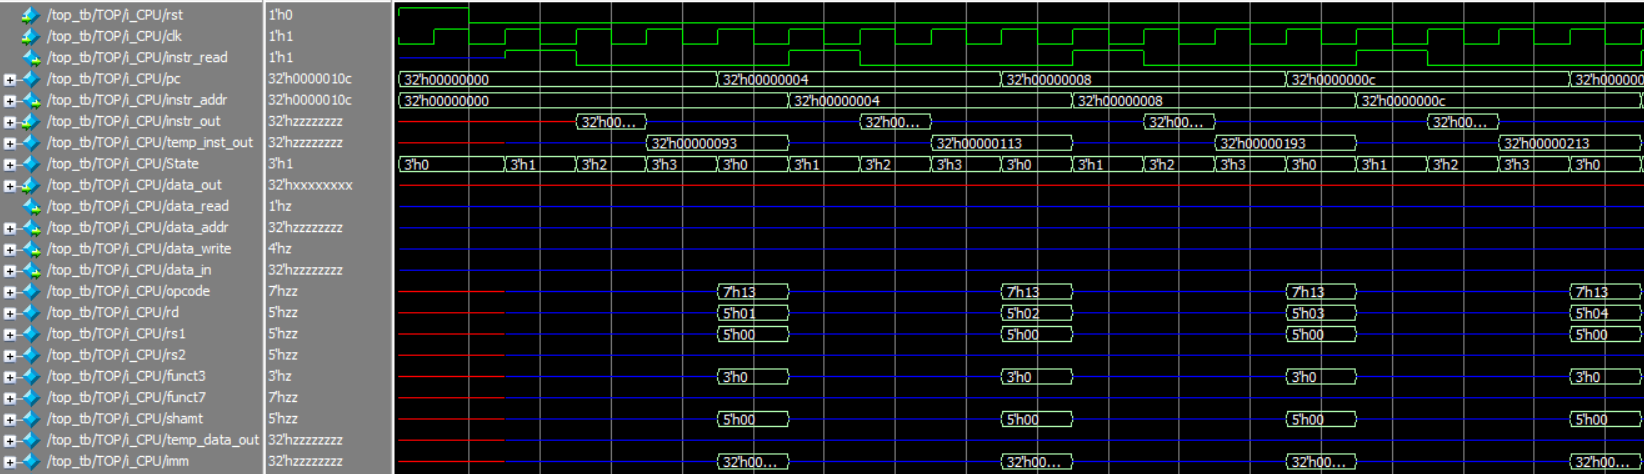 /top_tb/TOP/i_CPU/rst 1'h0
/top_tb/TOP/i_CPU/clk 1'h1
/top_tb/TOP/i_CPU/instr_read 1'h1
/top_tb/TOP/i_CPU/pc 32'h0000010c 32'h00000000 32'h00000004 32'h00000008 32'h0000000c 32'h000000
/top_tb/TOP/i_CPU/instr_addr 32'h0000010c 32'h00000000 32'h00000004 32'h00000008 32'h0000000c
/top_tb/TOP/i_CPU/instr_out 32'hzzzzzzzz 32'h00... 32'h00... 32'h00... 32'h00...
/top_tb/TOP/i_CPU/temp_inst_out 32'hzzzzzzzz 32'h00000093 32'h00000113 32'h00000193 32'h00000213
/top_tb/TOP/i_CPU/State 3'h1 3'h0 3'h1 3'h2 3'h3 3'h0 3'h1 3'h2 3'h3 3'h0 3'h1 3'h2 3'h3 3'h0 3'h1 3'h2 3'h3 3'h0
/top_tb/TOP/i_CPU/data_out 32'hxxxxxxxx
/top_tb/TOP/i_CPU/data_read 1'hz
/top_tb/TOP/i_CPU/data_addr 32'hzzzzzzzz
/top_tb/TOP/i_CPU/data_write 4'hz
/top_tb/TOP/i_CPU/data_in 32'hzzzzzzzz
/top_tb/TOP/i_CPU/opcode 7'hzz 7'h13 7'h13 7'h13 7'h13
/top_tb/TOP/i_CPU/rd 5'hzz 5'h01 5'h02 5'h03 5'h04
/top_tb/TOP/i_CPU/rs1 5'hzz 5'h00 5'h00 5'h00 5'h00
/top_tb/TOP/i_CPU/rs2 5'hzz
/top_tb/TOP/i_CPU/funct3 3'hz 3'h0 3'h0 3'h0 3'h0
/top_tb/TOP/i_CPU/funct7 7'hzz
/top_tb/TOP/i_CPU/shamt 5'hzz 5'h00 5'h00 5'h00 5'h00
/top_tb/TOP/i_CPU/temp_data_out 32'hzzzzzzzz
/top_tb/TOP/i_CPU/imm 32'hzzzzzzzz 32'h00... 32'h00... 32'h00... 32'h00...